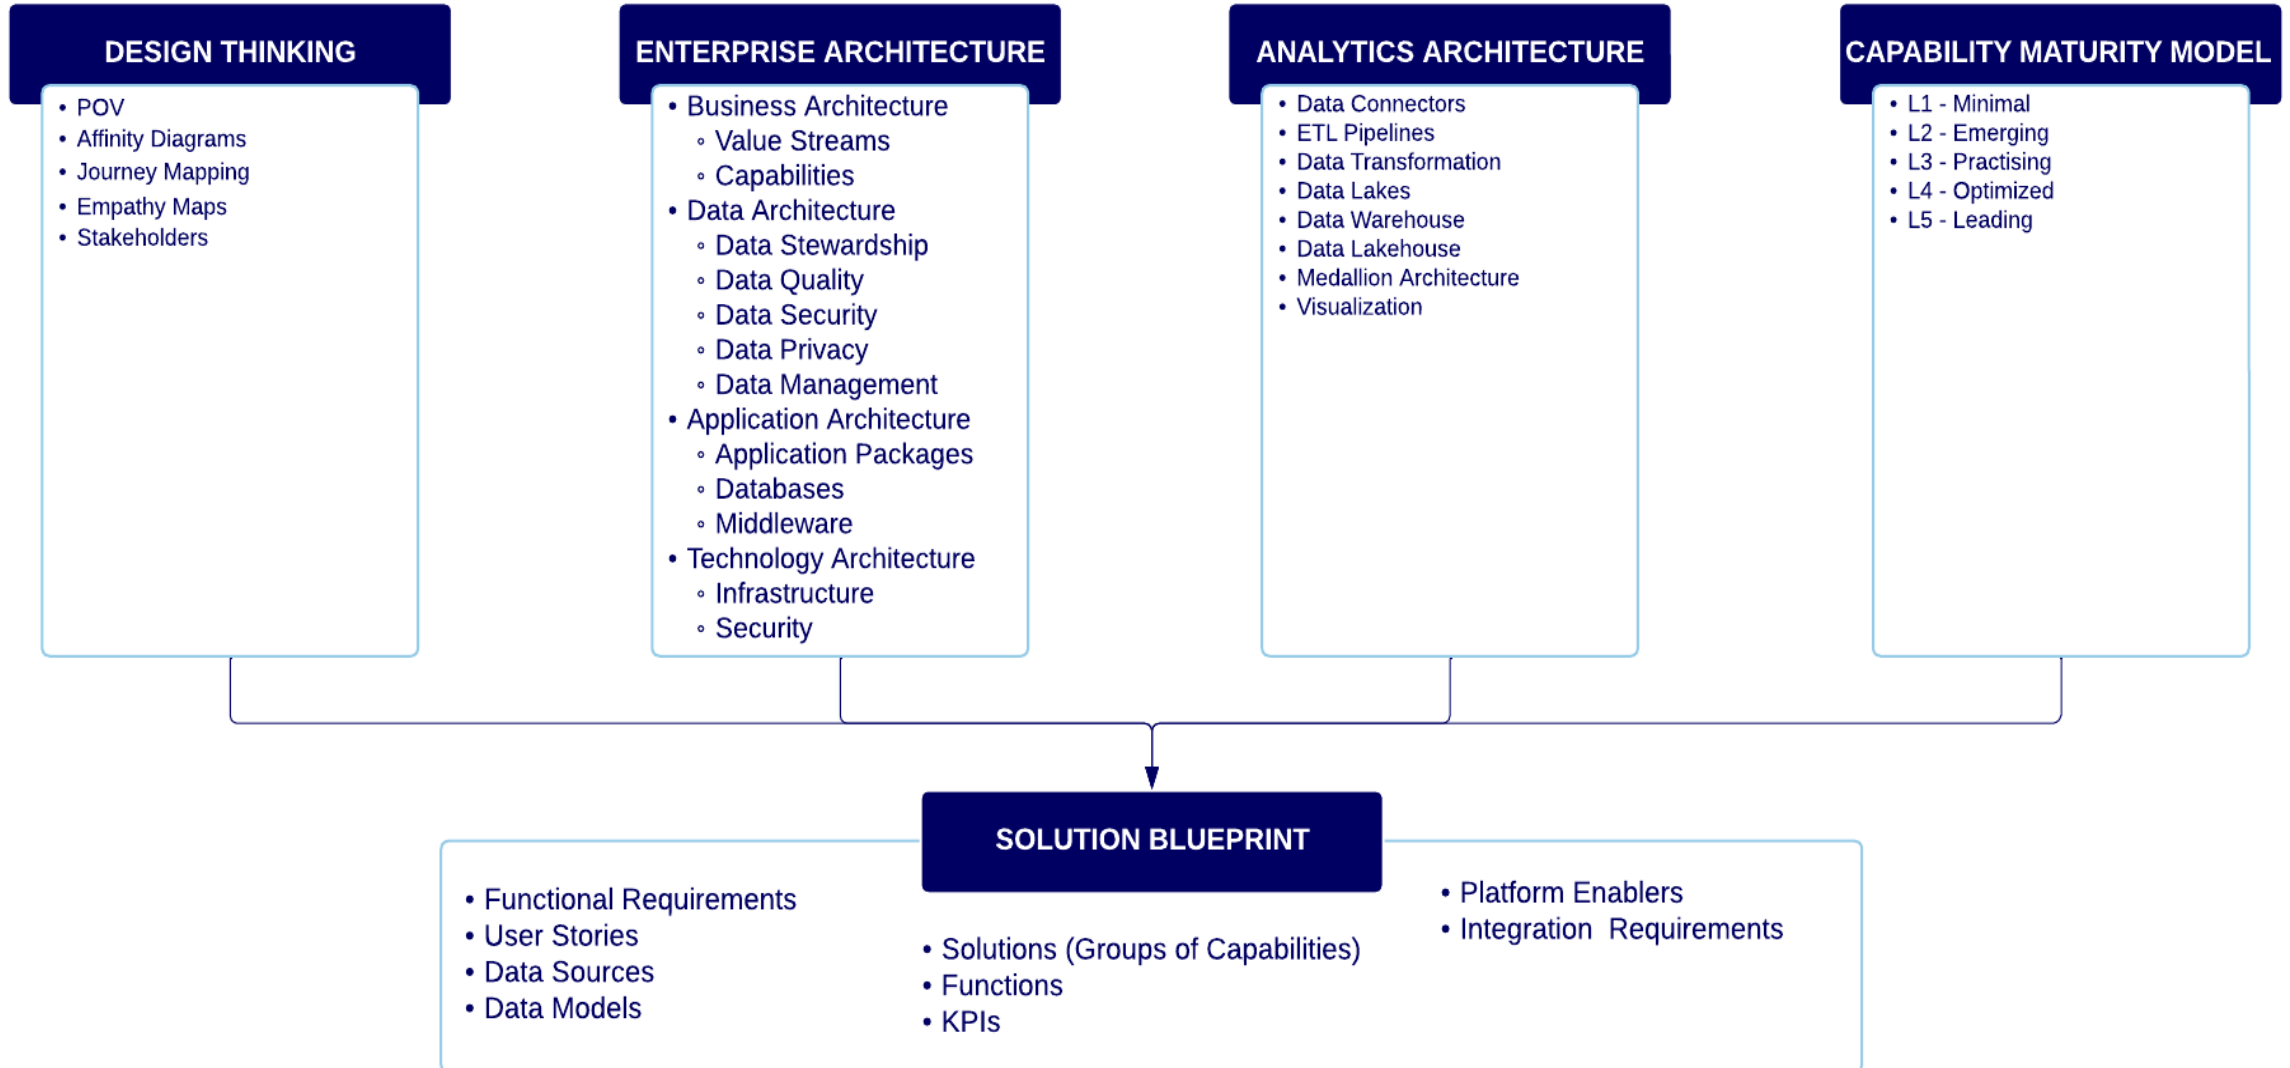 DESIGN THINKING
• POV
• Affinity Diagrams
• Journey Mapping
• Empathy Maps
• Stakeholders
ENTERPRISE ARCHITECTURE
• Business Architecture
◦ Value Streams
◦ Capabilities
• Data Architecture
◦ Data Stewardship
◦ Data Quality
◦ Data Security
◦ Data Privacy
◦ Data Management
• Application Architecture
◦ Application Packages
◦ Databases
◦ Middleware
• Technology Architecture
◦ Infrastructure
◦ Security
ANALYTICS ARCHITECTURE
• Data Connectors
• ETL Pipelines
• Data Transformation
• Data Lakes
• Data Warehouse
• Data Lakehouse
• Medallion Architecture
• Visualization
CAPABILITY MATURITY MODEL
• L1 - Minimal
• L2 - Emerging
• L3 - Practising
• L4 - Optimized
• L5 - Leading
SOLUTION BLUEPRINT
• Functional Requirements
• User Stories
• Data Sources
• Data Models
• Solutions (Groups of Capabilities)
• Functions
• KPIs
• Platform Enablers
• Integration  Requirements